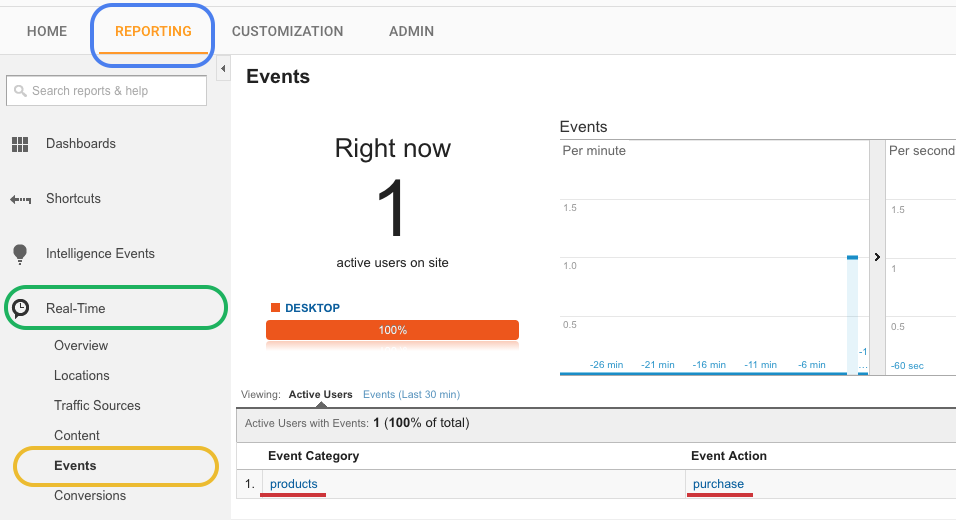 HOME REPORTING CUSTOMIZATION ADMIN
Search reports & help
Dashboards
Shortcuts
Intelligence Events
Real-Time
Overview
Locations
Traffic Sources
Content
Events
Conversions
Events
Right now
1
active users on site
DESKTOP
100%
Events
Per minute
1.5
1.0
0.5
-26 min -21 min -16 min -11 min -6 min -1
...
Per second
1.5
1
0.5
-60 sec
Viewing: Active Users Events (Last 30 min)
Active Users with Events: 1 (100% of total)
Event Category Event Action
1. products purchase